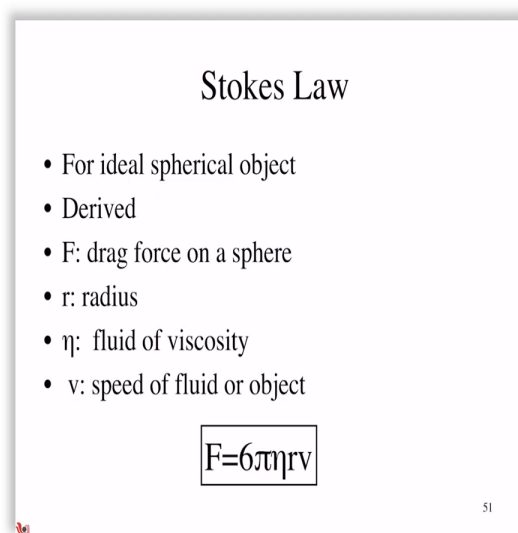 Stokes Law
• For ideal spherical object
• Derived
• F: drag force on a sphere
• r: radius
• η: fluid of viscosity
• v: speed of fluid or object
F=6πηrv
51